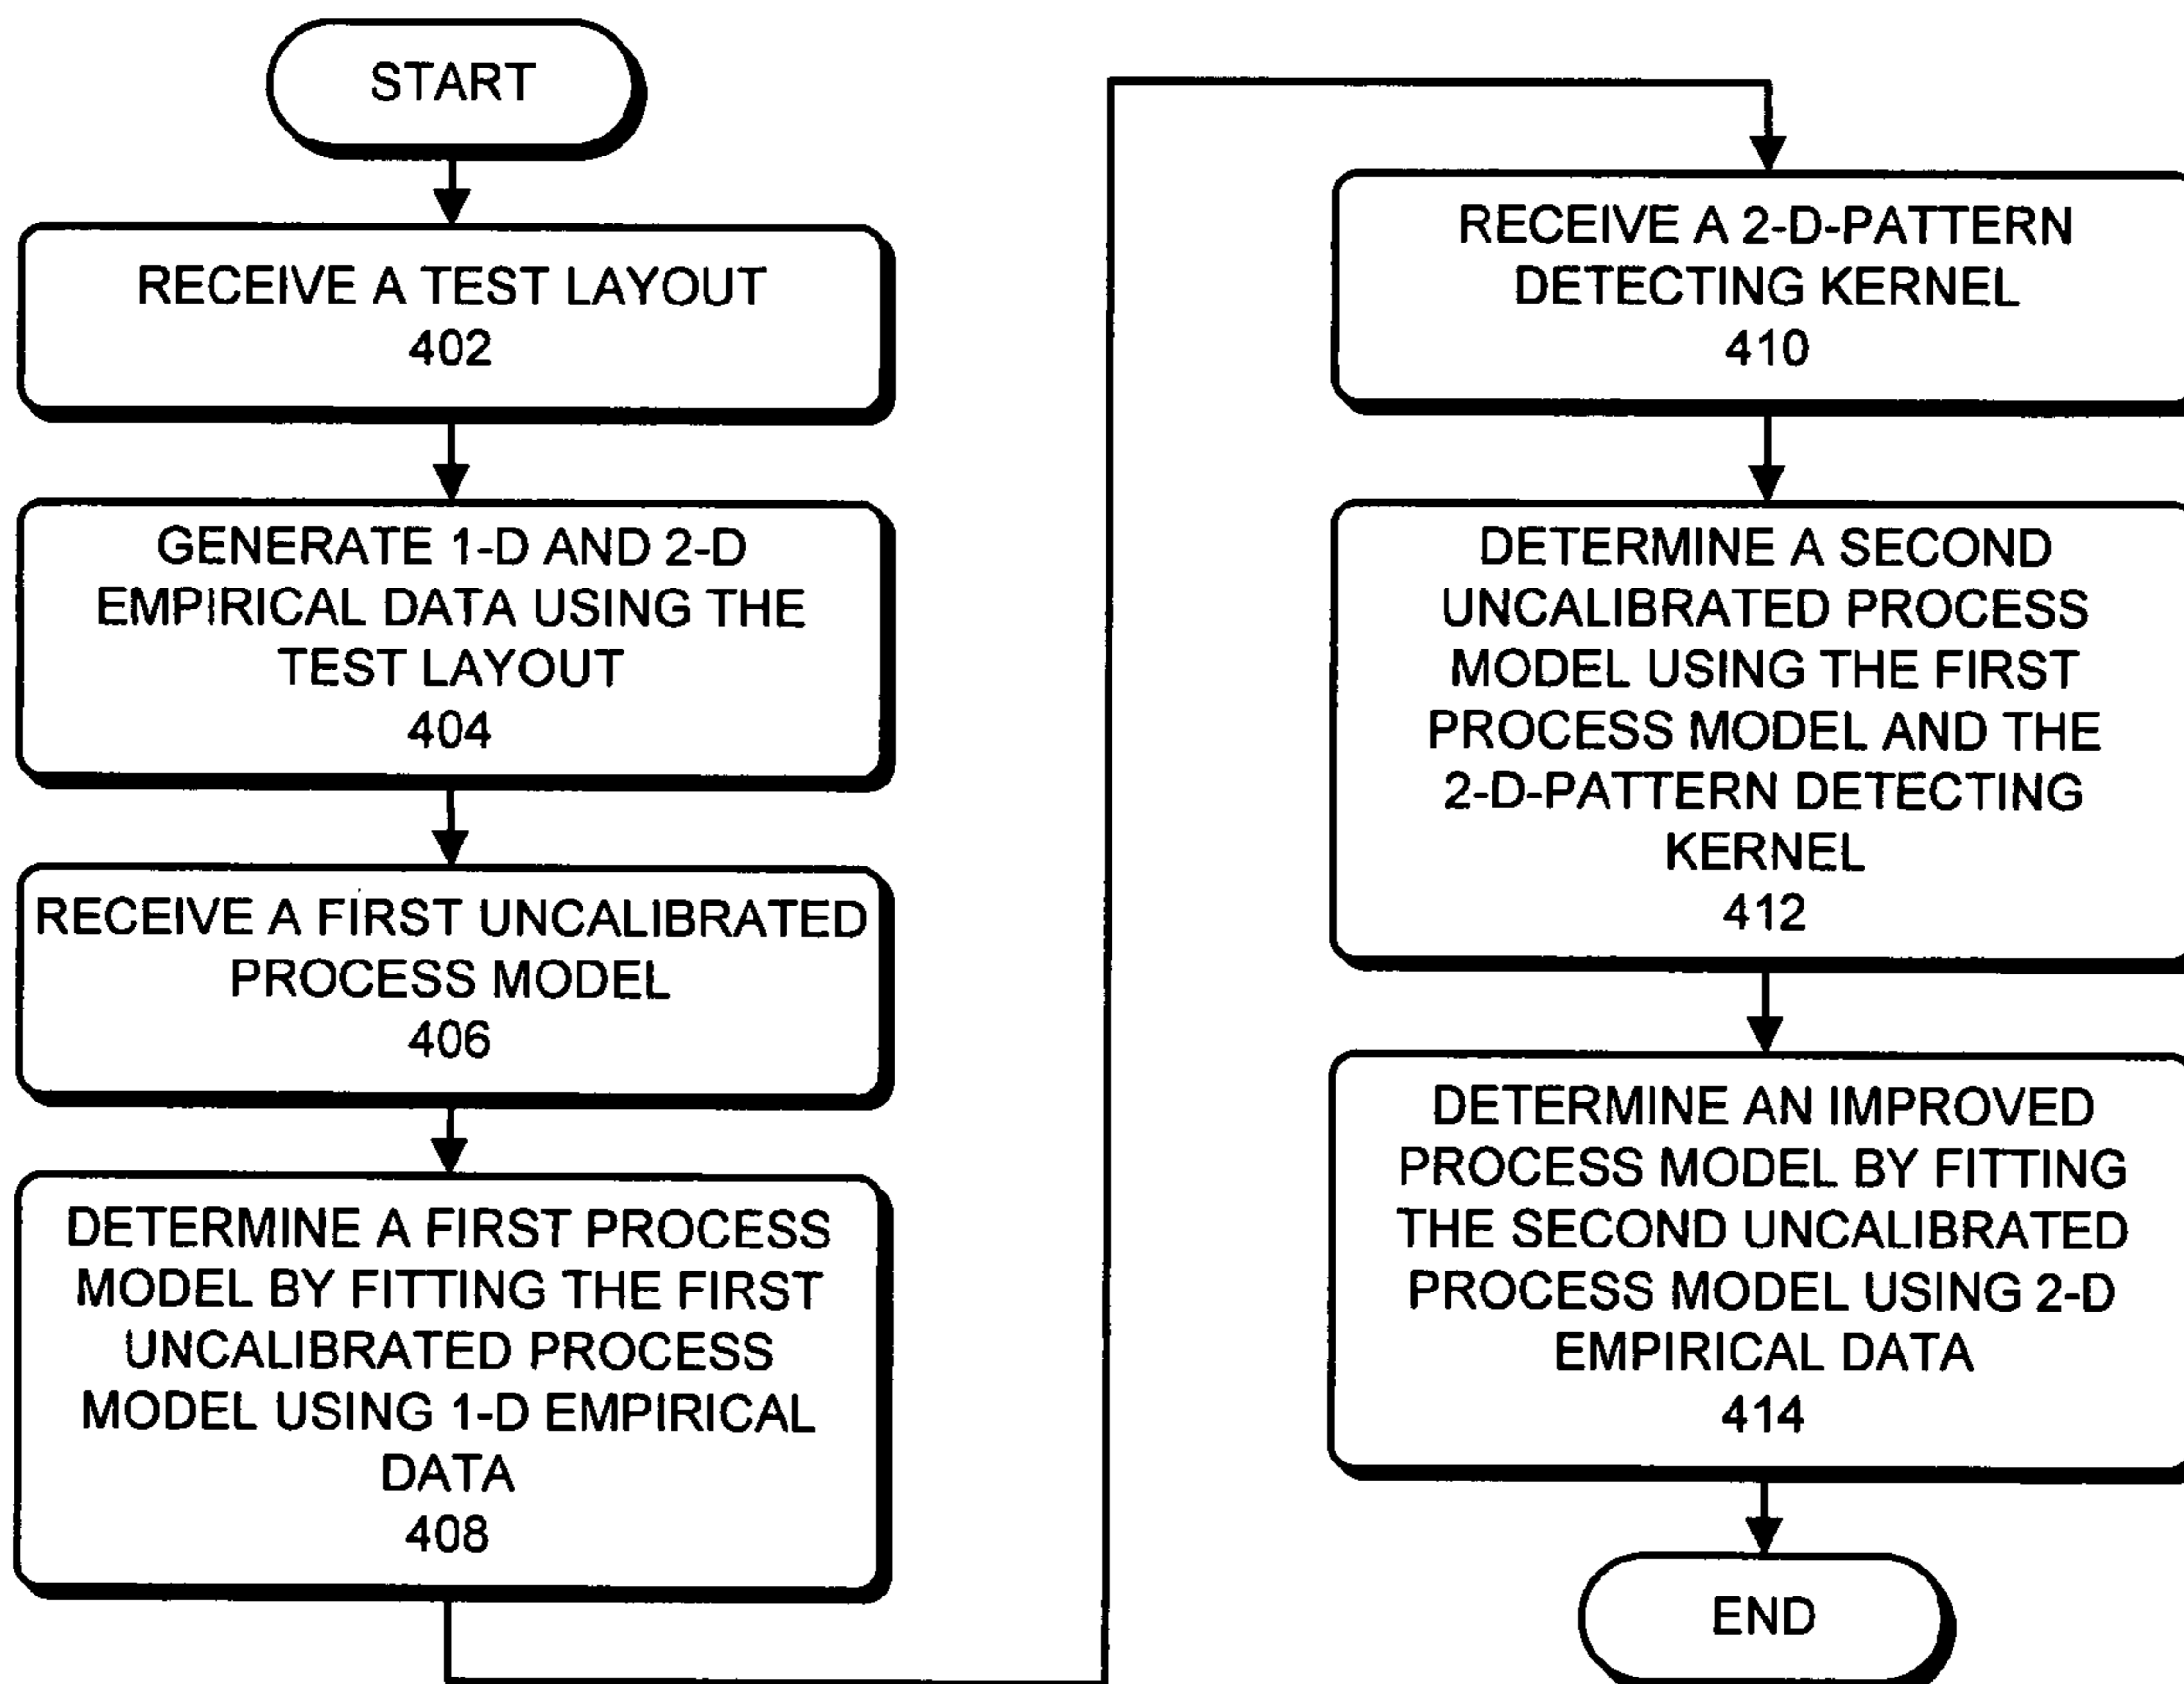 START
RECEIVE A TEST LAYOUT
402
GENERATE 1-D AND 2-D
EMPIRICAL DATA USING THE
TEST LAYOUT
404
RECEIVE A FIRST UNCALIBRATED
PROCESS MODEL
406
DETERMINE A FIRST PROCESS
MODEL BY FITTING THE FIRST
UNCALIBRATED PROCESS
MODEL USING 1-D EMPIRICAL
DATA
408
RECEIVE A 2-D-PATTERN
DETECTING KERNEL
410
DETERMINE A SECOND
UNCALIBRATED PROCESS
MODEL USING THE FIRST
PROCESS MODEL AND THE
2-D-PATTERN DETECTING
KERNEL
412
DETERMINE AN IMPROVED
PROCESS MODEL BY FITTING
THE SECOND UNCALIBRATED
PROCESS MODEL USING 2-D
EMPIRICAL DATA
414
END